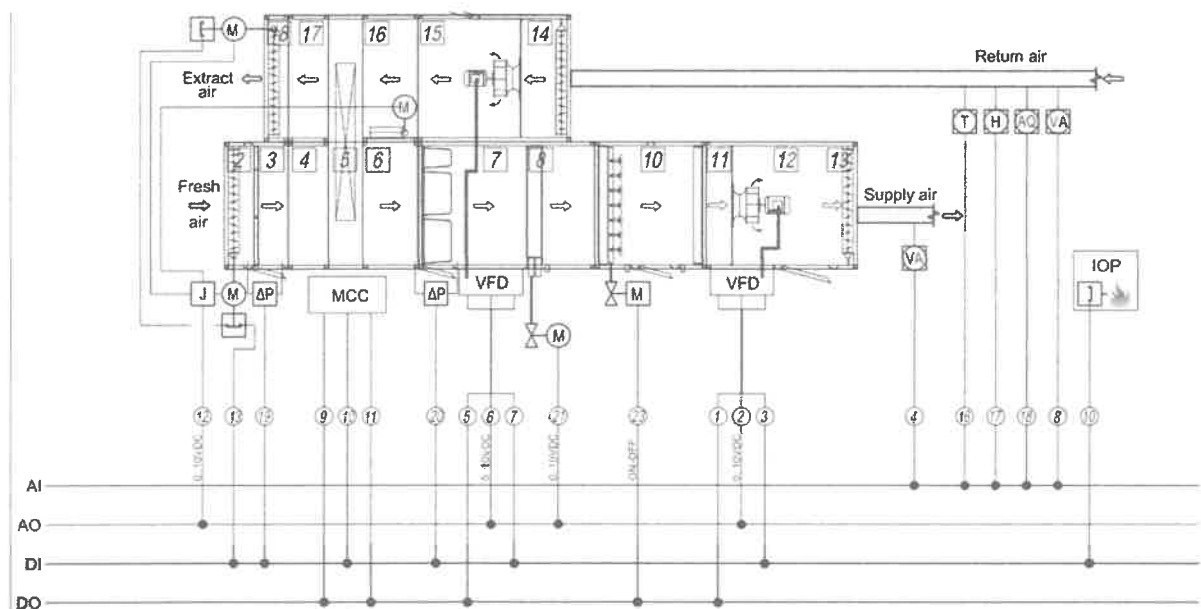 M 18 17 16 15 14
Return air
Extract air
M
T H AQ VA
2 3 4 5 6 7 8 10 11 12 13
Fresh air
Supply air
VA
IOP
J M ΔP MCC ΔP VFD M VFD
M
12 13 19 9 10 11 20 5 6 7 21 23 1 2 3 4 16 17 18 8 10
0..10VDC 0..10VDC ON-OFF 0..10VDC
AI
AO
DI
DO